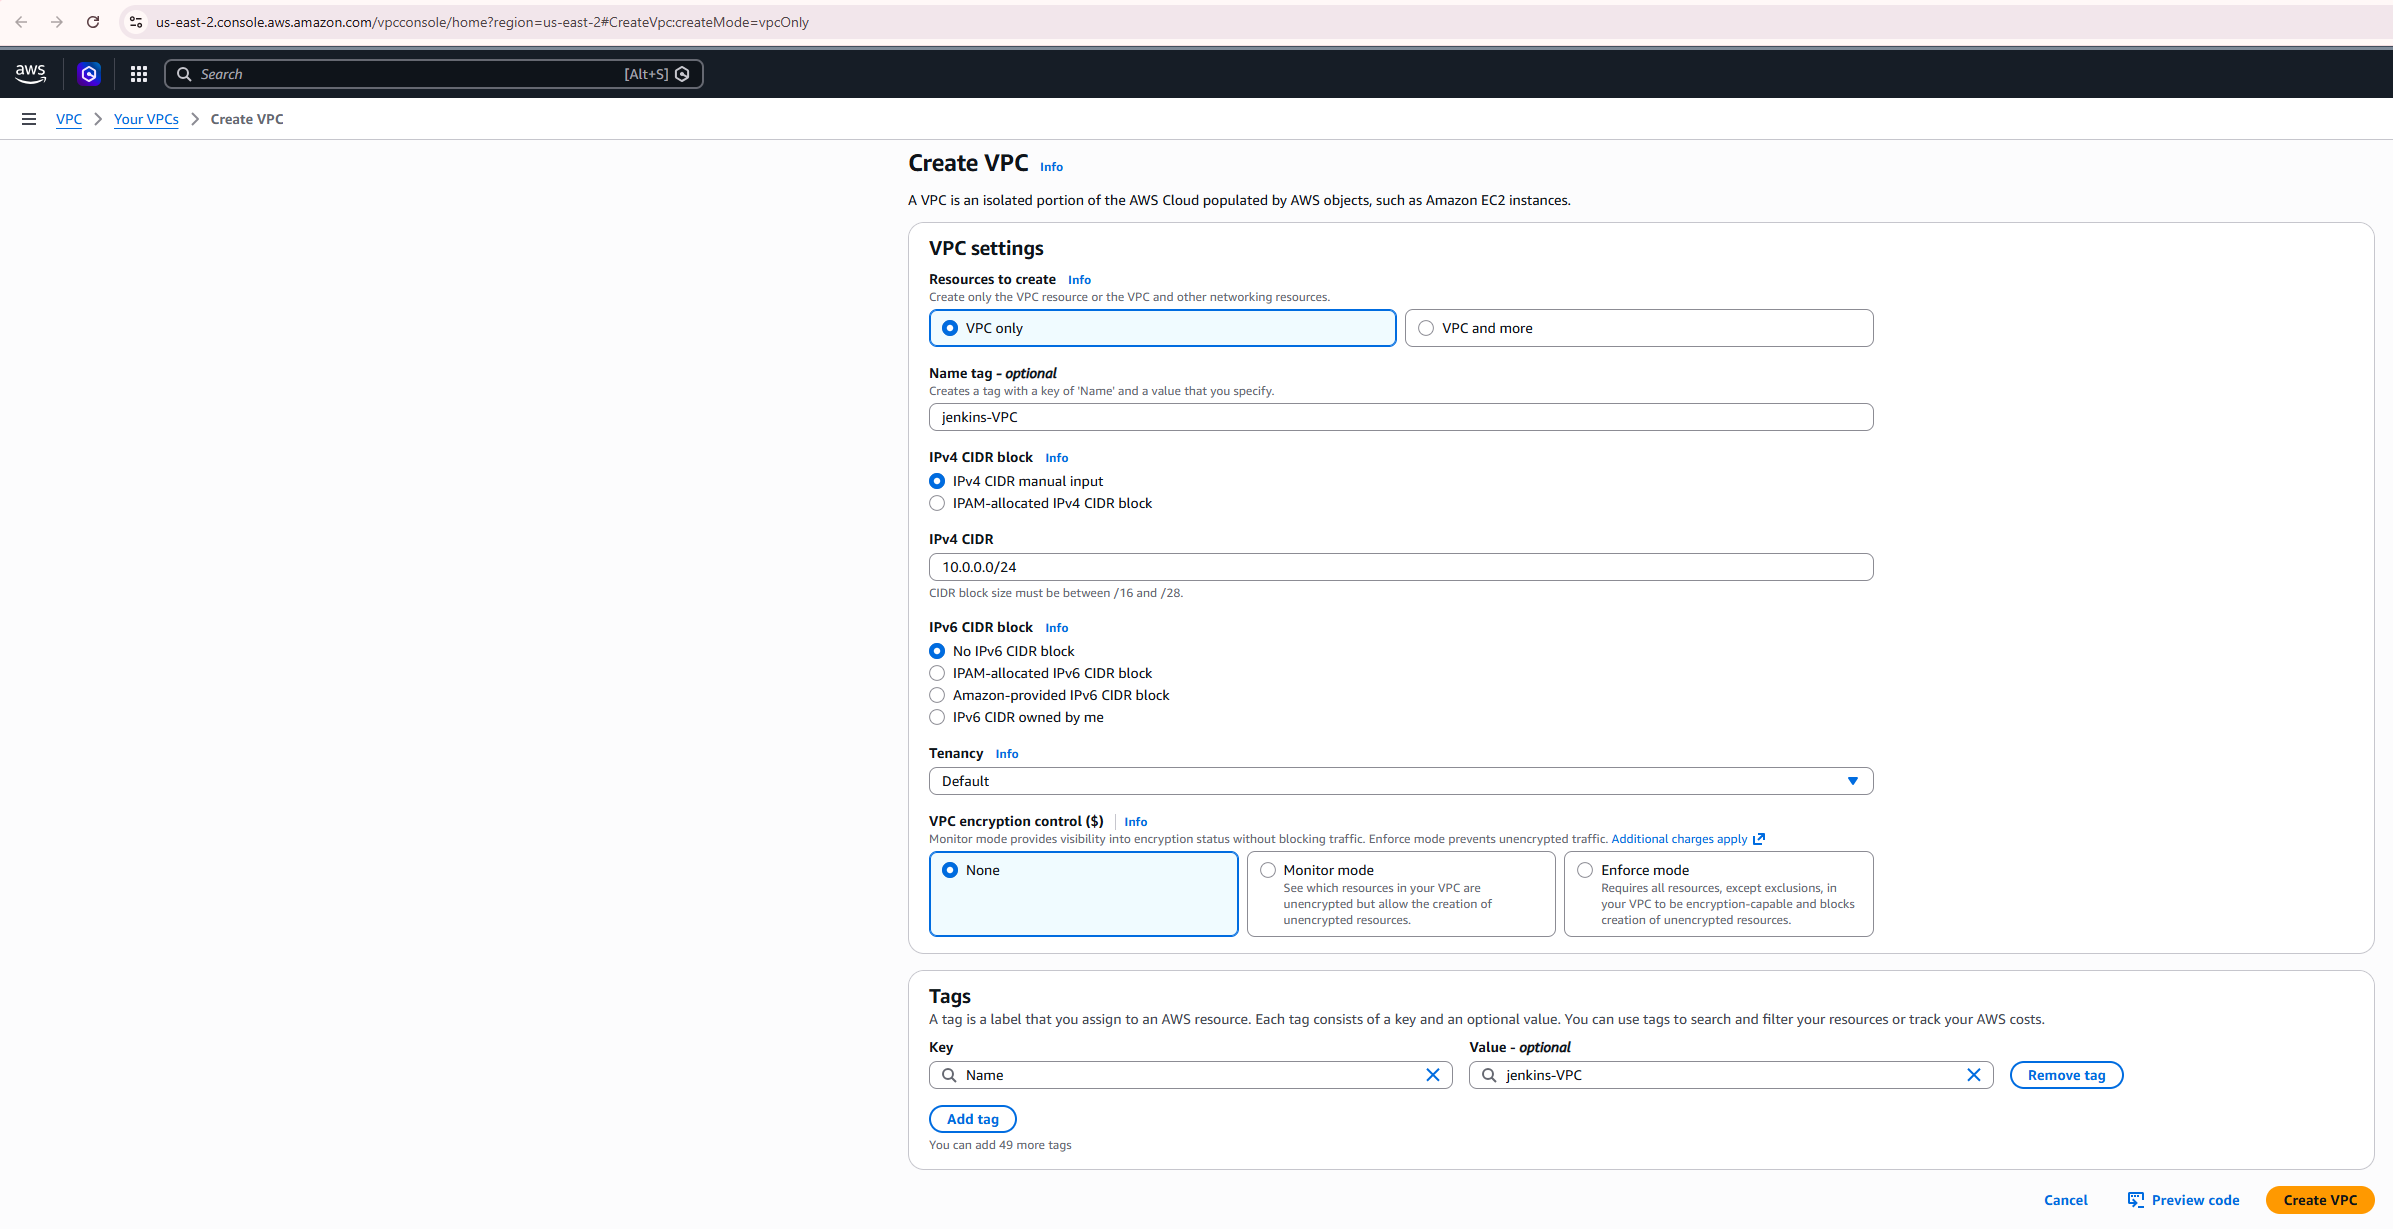 us-east-2.console.aws.amazon.com/vpcconsole/home?region=us-east-2#CreateVpc:createMode=vpcOnly
aws
Search [Alt+S]
VPC > Your VPCs > Create VPC
Create VPC Info
A VPC is an isolated portion of the AWS Cloud populated by AWS objects, such as Amazon EC2 instances.
VPC settings
Resources to create Info
Create only the VPC resource or the VPC and other networking resources.
VPC only VPC and more
Name tag - optional
Creates a tag with a key of 'Name' and a value that you specify.
jenkins-VPC
IPv4 CIDR block Info
IPv4 CIDR manual input
IPAM-allocated IPv4 CIDR block
IPv4 CIDR
10.0.0.0/24
CIDR block size must be between /16 and /28.
IPv6 CIDR block Info
No IPv6 CIDR block
IPAM-allocated IPv6 CIDR block
Amazon-provided IPv6 CIDR block
IPv6 CIDR owned by me
Tenancy Info
Default
VPC encryption control ($) Info
Monitor mode provides visibility into encryption status without blocking traffic. Enforce mode prevents unencrypted traffic. Additional charges apply
None
Monitor mode
See which resources in your VPC are
unencrypted but allow the creation of
unencrypted resources.
Enforce mode
Requires all resources, except exclusions, in
your VPC to be encryption-capable and blocks
creation of unencrypted resources.
Tags
A tag is a label that you assign to an AWS resource. Each tag consists of a key and an optional value. You can use tags to search and filter your resources or track your AWS costs.
Key Value - optional
Name jenkins-VPC Remove tag
Add tag
You can add 49 more tags
Cancel Preview code Create VPC